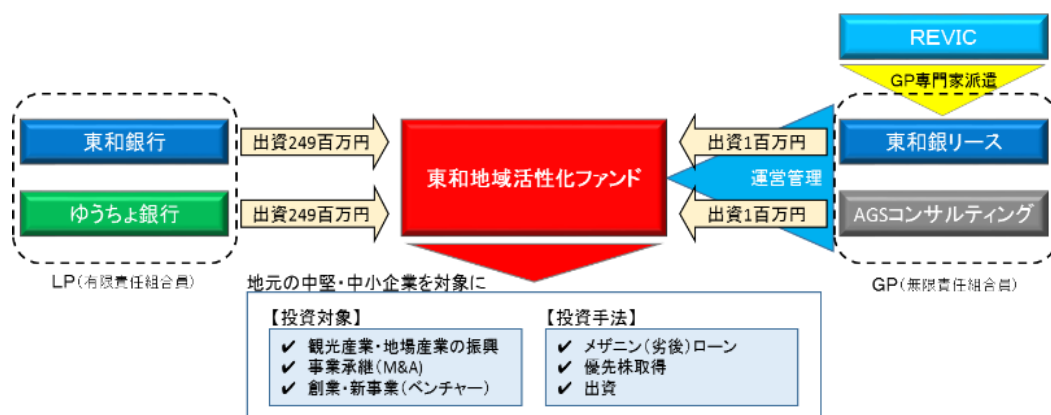 REVIC
GP専門家派遣
東和銀行
出資249百万円
東和地域活性化ファンド
出資1百万円
東和銀リース
運営管理
ゆうちょ銀行
出資249百万円
出資1百万円
AGSコンサルティング
LP(有限責任組合員)
GP(無限責任組合員)
地元の中堅・中小企業を対象に
【投資対象】
✔ 観光産業・地場産業の振興
✔ 事業承継(M&A)
✔ 創業・新事業(ベンチャー)
【投資手法】
✔ メザニン(劣後)ローン
✔ 優先株取得
✔ 出資